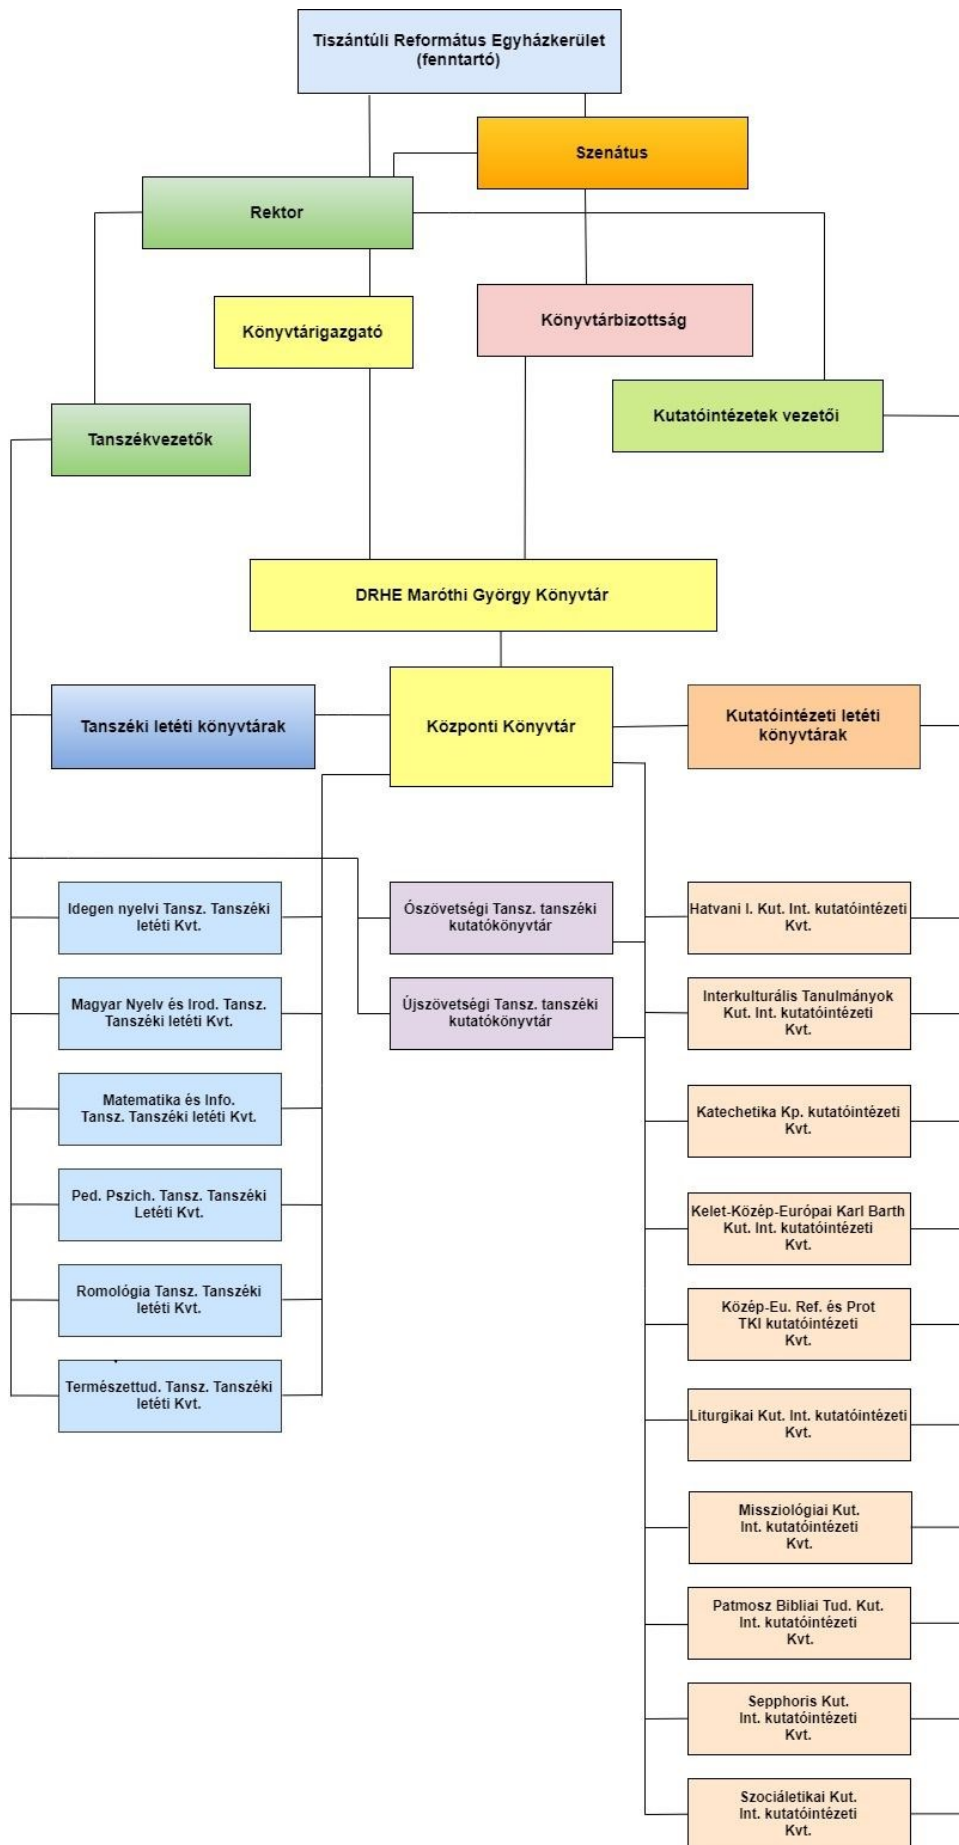 Tiszántúli Református Egyházkerület
(fenntartó)
Szenátus
Rektor
Könyvtárigazgató
Könyvtárbizottság
Kutatóintézetek vezetői
Tanszékvezetők
DRHE Maróthi György Könyvtár
Tanszéki letéti könyvtárak
Központi Könyvtár
Kutatóintézeti letéti
könyvtárak
Idegen nyelvi Tansz. Tanszéki
letéti Kvt.
Magyar Nyelv és Irod. Tansz.
Tanszéki letéti Kvt.
Matematika és Info.
Tansz. Tanszéki letéti Kvt.
Ped. Pszich. Tansz. Tanszéki
Letéti Kvt.
Romológia Tansz. Tanszéki
letéti Kvt.
Természettud. Tansz. Tanszéki
letéti Kvt.
Ószövetségi Tansz. tanszéki
kutatókönyvtár
Újszövetségi Tansz. tanszéki
kutatókönyvtár
Hatvani I. Kut. Int. kutatóintézeti
Kvt.
Interkulturális Tanulmányok
Kut. Int. kutatóintézeti
Kvt.
Katechetika Kp. kutatóintézeti
Kvt.
Kelet-Közép-Európai Karl Barth
Kut. Int. kutatóintézeti
Kvt.
Közép-Eu. Ref. és Prot
TKI kutatóintézeti
Kvt.
Liturgikai Kut. Int. kutatóintézeti
Kvt.
Missziológiai Kut.
Int. kutatóintézeti
Kvt.
Patmosz Bibliai Tud. Kut.
Int. kutatóintézeti
Kvt.
Sepphoris Kut.
Int. kutatóintézeti
Kvt.
Szociáletikai Kut.
Int. kutatóintézeti
Kvt.